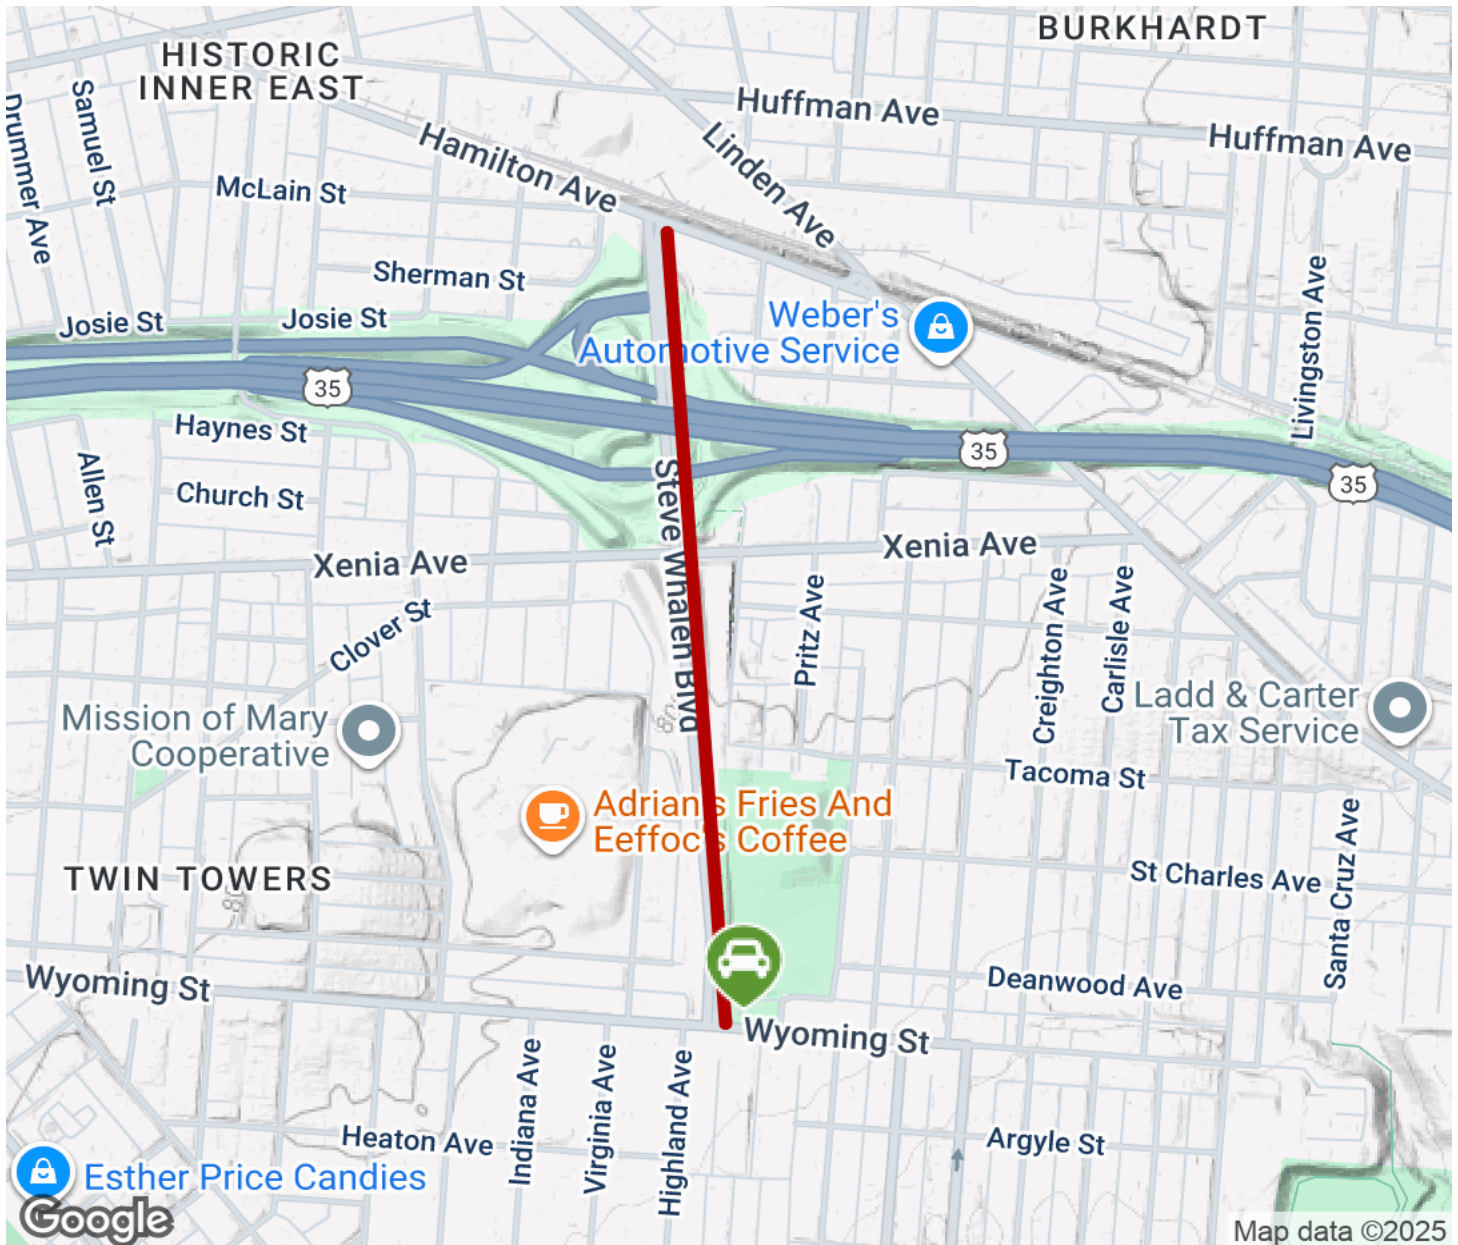 BURKHARDT
HISTORIC
INNER EAST
Drummer Ave
Samuel St
Huffman Ave
Huffman Ave
Hamilton Ave
Linden Ave
McLain St
Sherman St
Josie St
Josie St
Weber's
Automotive Service
Livingston Ave
35
35
35
Haynes St
Allen St
Church St
Steve Whalen Blvd
Xenia Ave
Xenia Ave
Clover St
Pritz Ave
Creighton Ave
Carlisle Ave
Mission of Mary
Cooperative
Ladd & Carter
Tax Service
Tacoma St
Adrian's Fries And
Eeffoc's Coffee
TWIN TOWERS
St Charles Ave
Santa Cruz Ave
Wyoming St
Deanwood Ave
Wyoming St
Indiana Ave
Virginia Ave
Highland Ave
Heaton Ave
Argyle St
Esther Price Candies
Google
Map data ©2025